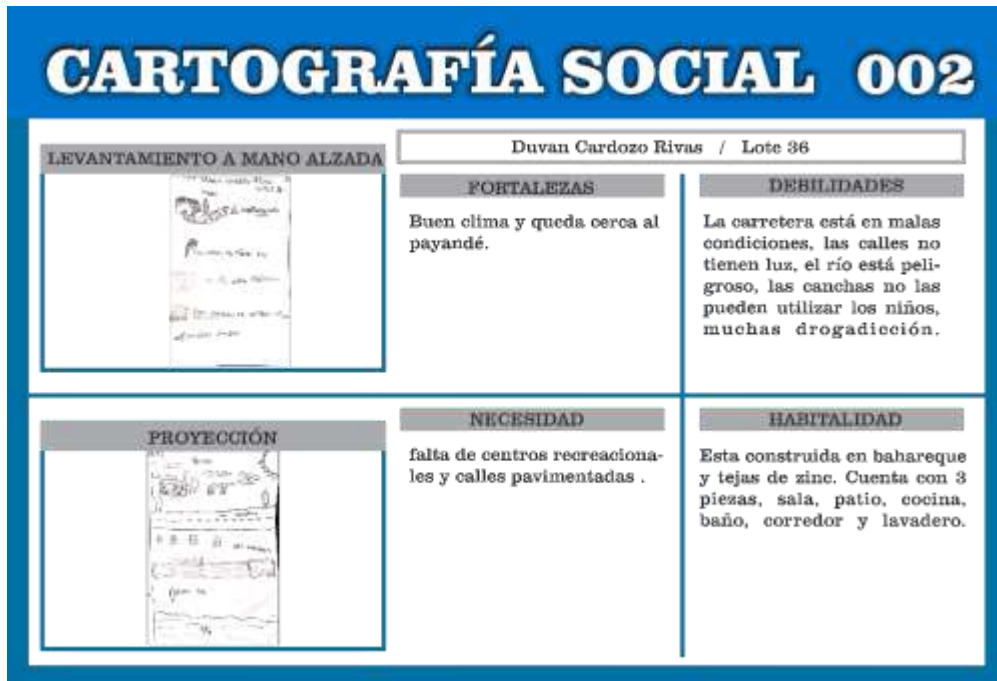 CARTOGRAFÍA SOCIAL 002
LEVANTAMIENTO A MANO ALZADA
Duvan Cardozo Rivas / Lote 36
FORTALEZAS
Buen clima y queda cerca al
payandé.
DEBILIDADES
La carretera está en malas
condiciones, las calles no
tienen luz, el río está peli-
groso, las canchas no las
pueden utilizar los niños,
muchas drogadicción.
PROYECCIÓN
NECESIDAD
falta de centros recreaciona-
les y calles pavimentadas .
HABITALIDAD
Esta construida en bahareque
y tejas de zinc. Cuenta con 3
piezas, sala, patio, cocina,
baño, corredor y lavadero.